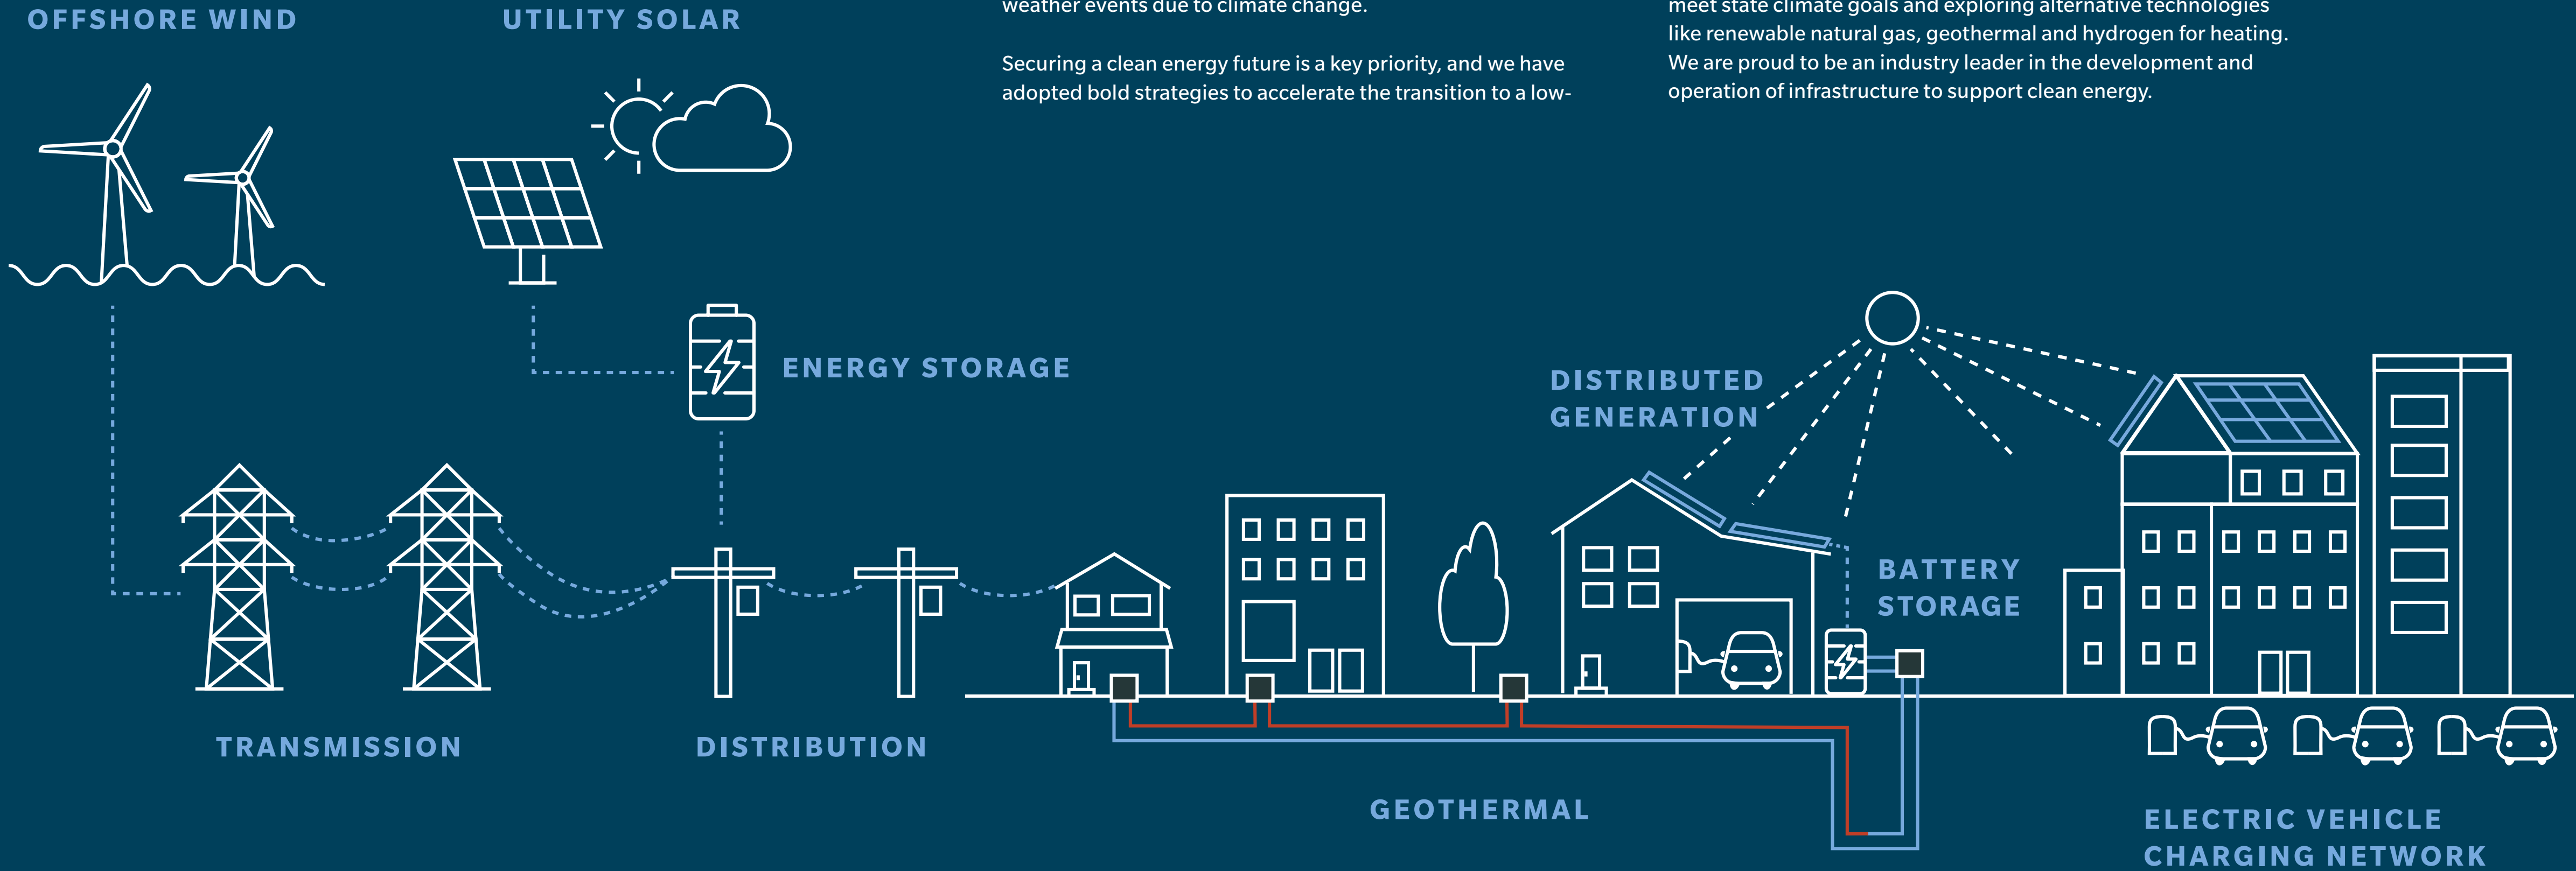 OFFSHORE WIND
UTILITY SOLAR
weather events due to climate change.
Securing a clean energy future is a key priority, and we have
adopted bold strategies to accelerate the transition to a low-
meet state climate goals and exploring alternative technologies
like renewable natural gas, geothermal and hydrogen for heating.
We are proud to be an industry leader in the development and
operation of infrastructure to support clean energy.
ENERGY STORAGE
DISTRIBUTED
GENERATION
BATTERY
STORAGE
TRANSMISSION
DISTRIBUTION
GEOTHERMAL
ELECTRIC VEHICLE
CHARGING NETWORK